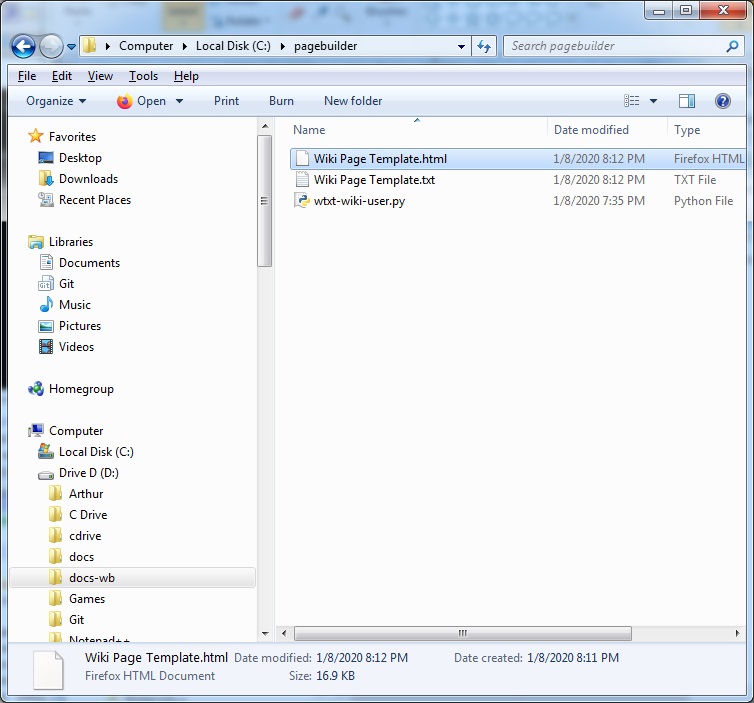 Computer Local Disk (C:) pagebuilder Search pagebuilder
File Edit View Tools Help
Organize Open Print Burn New folder
Favorites
Desktop
Downloads
Recent Places
Libraries
Documents
Git
Music
Pictures
Videos
Homegroup
Computer
Local Disk (C:)
Drive D (D:)
Arthur
C Drive
cdrive
docs
docs-wb
Games
Git
Notepad++
Name Date modified Type
Wiki Page Template.html 1/8/2020 8:12 PM Firefox HTML
Wiki Page Template.txt 1/8/2020 8:12 PM TXT File
wtxt-wiki-user.py 1/8/2020 7:35 PM Python File
Wiki Page Template.html Date modified: 1/8/2020 8:12 PM Date created: 1/8/2020 8:11 PM
Firefox HTML Document Size: 16.9 KB